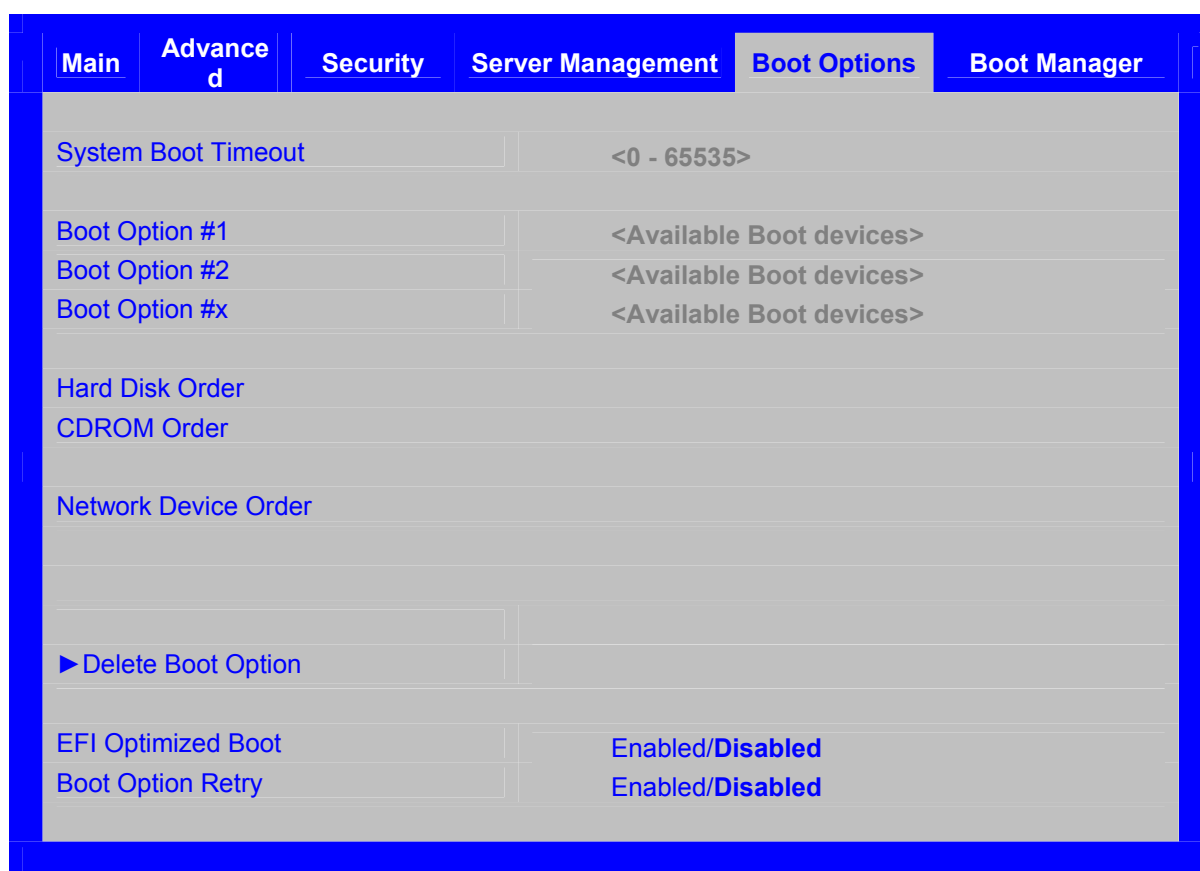 Main Advanced Security Server Management Boot Options Boot Manager
System Boot Timeout <0 - 65535>
Boot Option #1 <Available Boot devices>
Boot Option #2 <Available Boot devices>
Boot Option #x <Available Boot devices>
Hard Disk Order
CDROM Order
Network Device Order
►Delete Boot Option
EFI Optimized Boot Enabled/Disabled
Boot Option Retry Enabled/Disabled